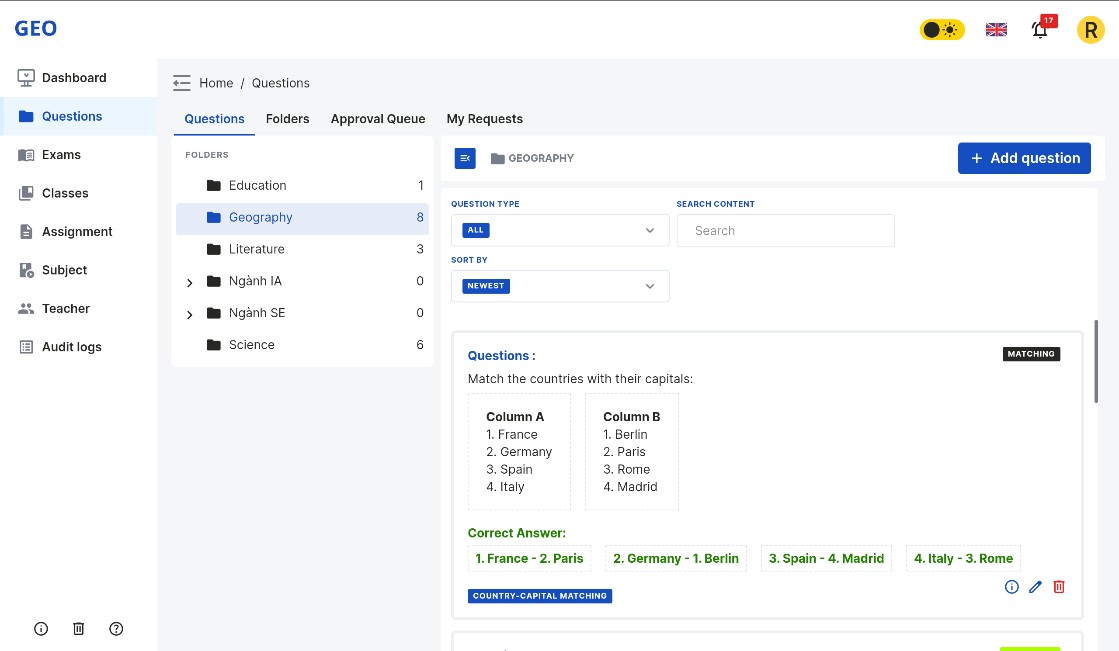 GEO
17
R
Dashboard
Questions
Exams
Classes
Assignment
Subject
Teacher
Audit logs
Home / Questions
Questions Folders Approval Queue My Requests
FOLDERS
Education 1
Geography 8
Literature 3
Ngành IA 0
Ngành SE 0
Science 6
GEOGRAPHY
+ Add question
QUESTION TYPE
ALL
SEARCH CONTENT
Search
SORT BY
NEWEST
Questions :
MATCHING
Match the countries with their capitals:
Column A
1. France
2. Germany
3. Spain
4. Italy
Column B
1. Berlin
2. Paris
3. Rome
4. Madrid
Correct Answer:
1. France - 2. Paris
2. Germany - 1. Berlin
3. Spain - 4. Madrid
4. Italy - 3. Rome
COUNTRY-CAPITAL MATCHING